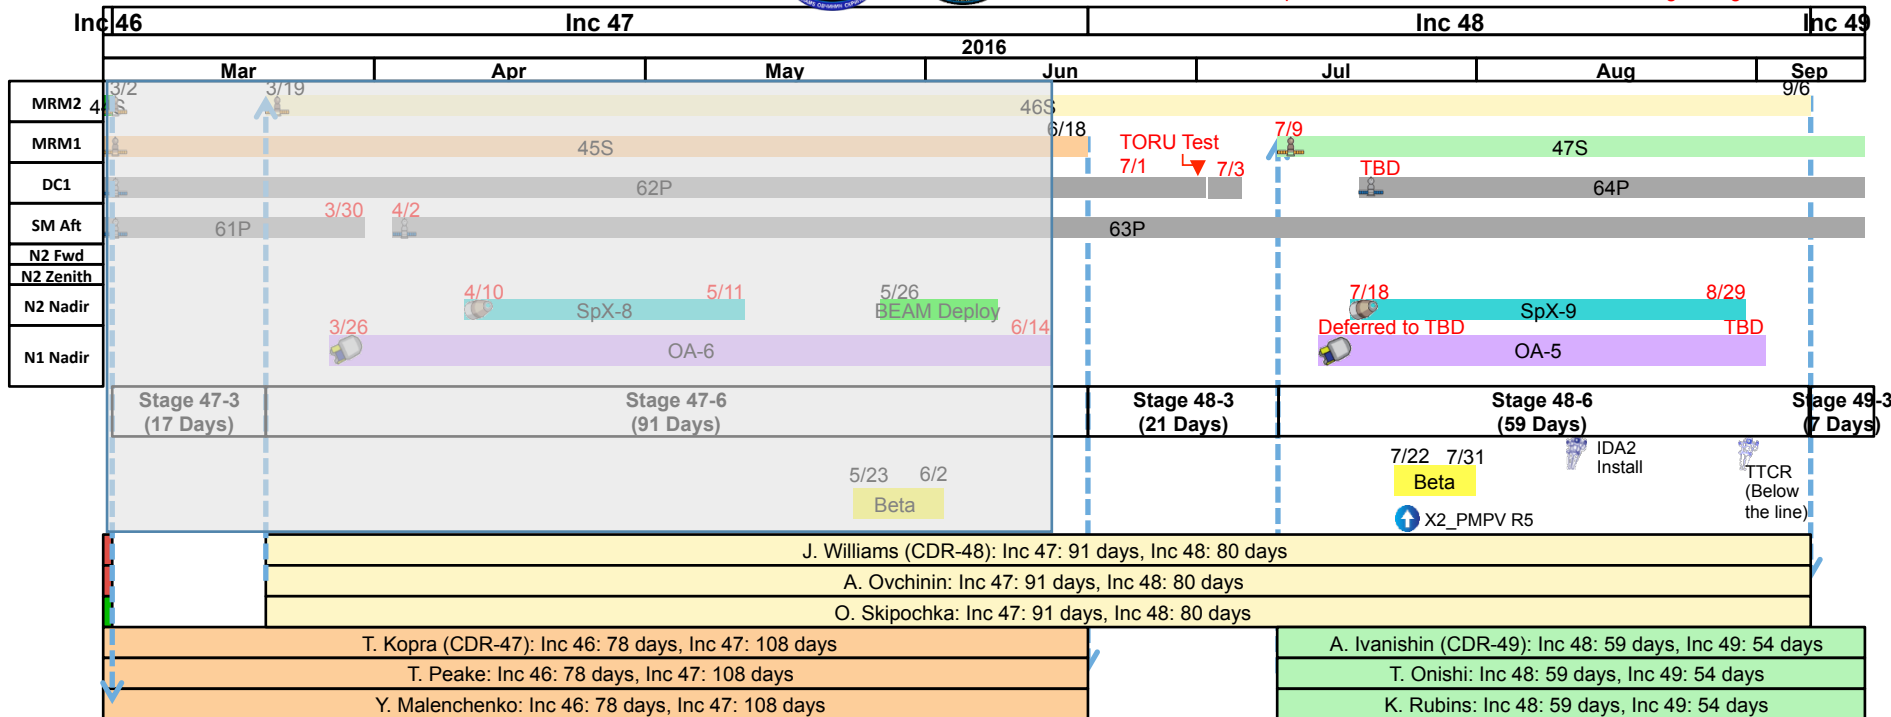 Inc 46
Inc 47
Inc 48
Inc 49
2016
Mar
Apr
May
Jun
Jul
Aug
Sep
MRM2
3/2
3/19
46S
9/6
MRM1
45S
6/18
TORU Test
7/1
7/3
7/9
47S
DC1
62P
TBD
64P
SM Aft
61P
3/30
4/2
63P
N2 Fwd
N2 Zenith
N2 Nadir
4/10
SpX-8
5/11
5/26
BEAM Deploy
7/18
SpX-9
8/29
N1 Nadir
3/26
OA-6
6/14
Deferred to TBD
OA-5
TBD
Stage 47-3
(17 Days)
Stage 47-6
(91 Days)
Stage 48-3
(21 Days)
Stage 48-6
(59 Days)
Stage 49-3
(7 Days)
5/23 6/2
Beta
7/22 7/31
Beta
X2_PMPV R5
IDA2
Install
TTCR
(Below
the line)
J. Williams (CDR-48): Inc 47: 91 days, Inc 48: 80 days
A. Ovchinin: Inc 47: 91 days, Inc 48: 80 days
O. Skipochka: Inc 47: 91 days, Inc 48: 80 days
T. Kopra (CDR-47): Inc 46: 78 days, Inc 47: 108 days
A. Ivanishin (CDR-49): Inc 48: 59 days, Inc 49: 54 days
T. Peake: Inc 46: 78 days, Inc 47: 108 days
T. Onishi: Inc 48: 59 days, Inc 49: 54 days
Y. Malenchenko: Inc 46: 78 days, Inc 47: 108 days
K. Rubins: Inc 48: 59 days, Inc 49: 54 days